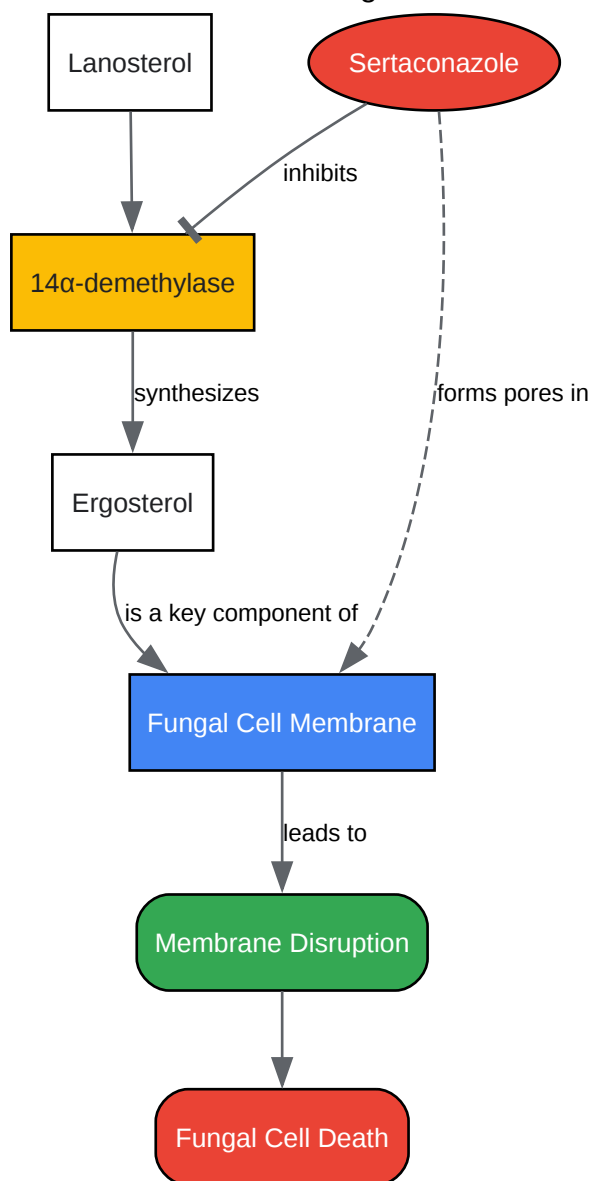 Lanosterol
Sertaconazole
inhibits
14α-demethylase
synthesizes
forms pores in
Ergosterol
is a key component of
Fungal Cell Membrane
leads to
Membrane Disruption
Fungal Cell Death